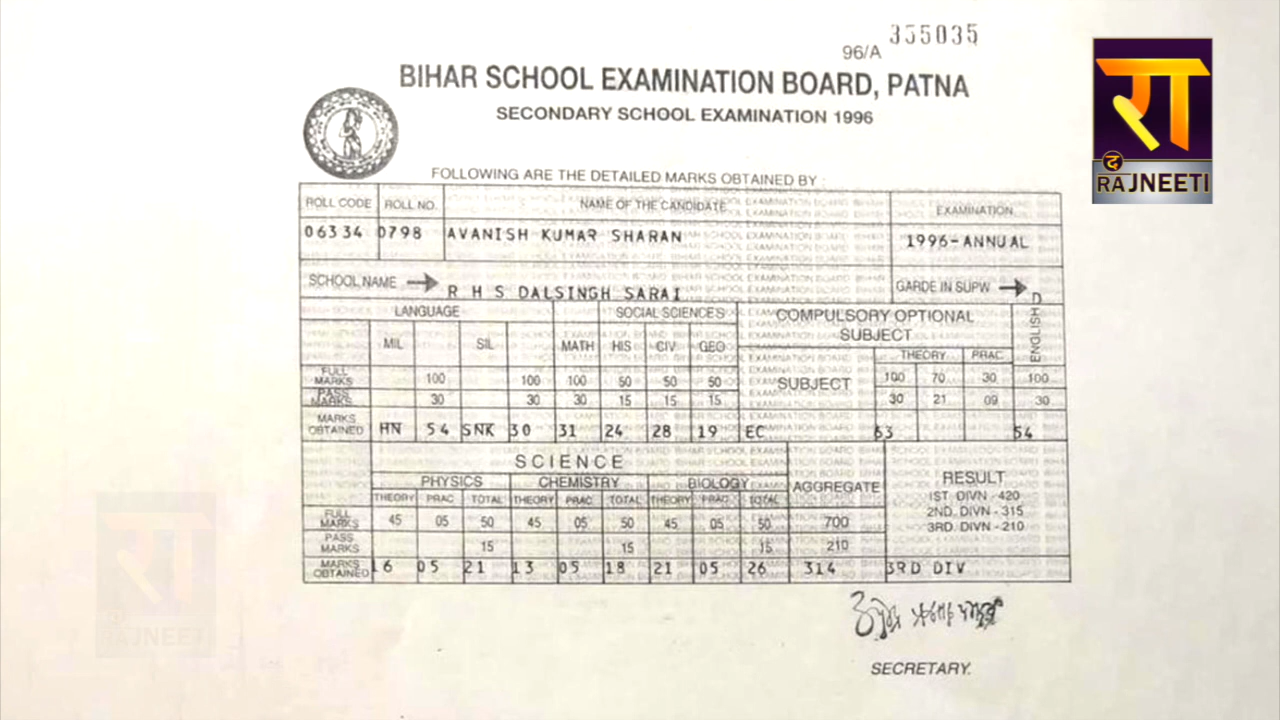 355035
96/A
BIHAR SCHOOL EXAMINATION BOARD, PATNA
SECONDARY SCHOOL EXAMINATION 1996
रा
द
RAJNEETI
FOLLOWING ARE THE DETAILED MARKS OBTAINED BY :
ROLL CODE ROLL NO. NAME OF THE CANDIDATE EXAMINATION
06334 0798 AVANISH KUMAR SHARAN 1996-ANNUAL
SCHOOL NAME → R H S DALSINGH SARAI GARDE IN SUPW → D
LANGUAGE SOCIAL SCIENCES COMPULSORY OPTIONAL SUBJECT ENGLISH
MIL SIL MATH HIS CIV GEO SUBJECT THEORY PRAC
FULL MARKS 100 100 100 50 50 50 100 70 30 100
PASS MARKS 30 30 30 15 15 15 30 21 09 30
MARKS OBTAINED HN 54 SNK 30 31 24 28 19 EC 63 54
SCIENCE
PHYSICS CHEMISTRY BIOLOGY AGGREGATE RESULT
THEORY PRAC TOTAL THEORY PRAC TOTAL THEORY PRAC TOTAL
1ST DIVN - 420
2ND. DIVN - 315
3RD. DIVN - 210
FULL MARKS 45 05 50 45 05 50 45 05 50 700
PASS MARKS 15 15 15 210
MARKS OBTAINED 16 05 21 13 05 18 21 05 26 314 3RD DIV
SECRETARY.
रा
द
RAJNEETI